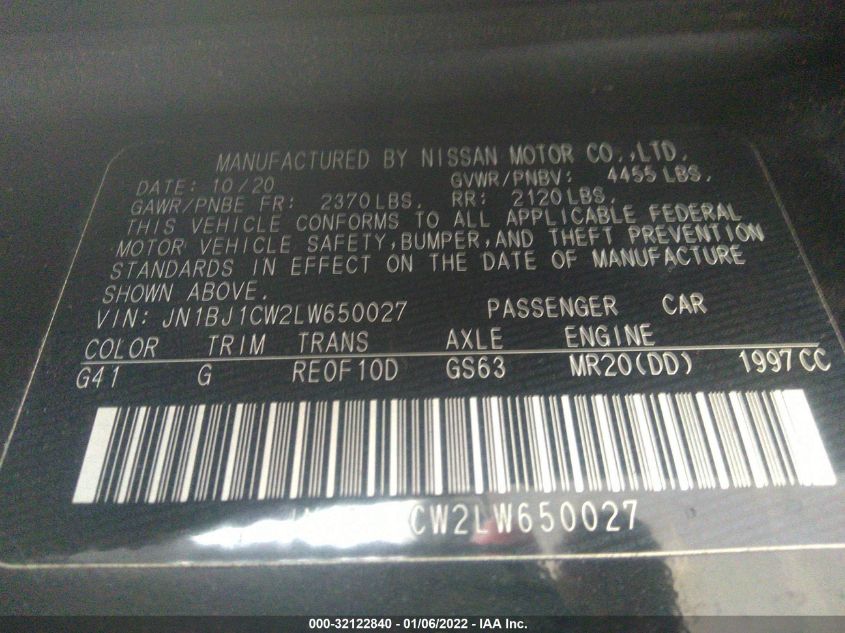 MANUFACTURED BY NISSAN MOTOR CO.,LTD.
DATE: 10/20 GVWR/PNBV: 4455 LBS.
GAWR/PNBE FR: 2370 LBS. RR: 2120 LBS.
THIS VEHICLE CONFORMS TO ALL APPLICABLE FEDERAL
MOTOR VEHICLE SAFETY,BUMPER,AND THEFT PREVENTION
STANDARDS IN EFFECT ON THE DATE OF MANUFACTURE
SHOWN ABOVE.
VIN: JN1BJ1CW2LW650027 PASSENGER CAR
COLOR TRIM TRANS AXLE ENGINE
G41 G RE0F10D GS63 MR20(DD) 1997CC
CW2LW650027
000-32122840 - 01/06/2022 - IAA Inc.